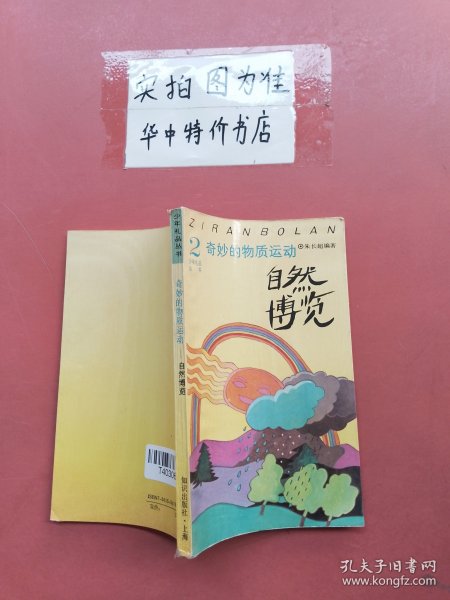 实拍图为准
华中特价书店
ZIRANBOLAN
2
奇妙的物质运动
朱长超编著
自然
博览
少年礼品丛书
奇妙的物质运动——自然博览
知识出版社·上海
孔夫子旧书网
www.kongfz.com